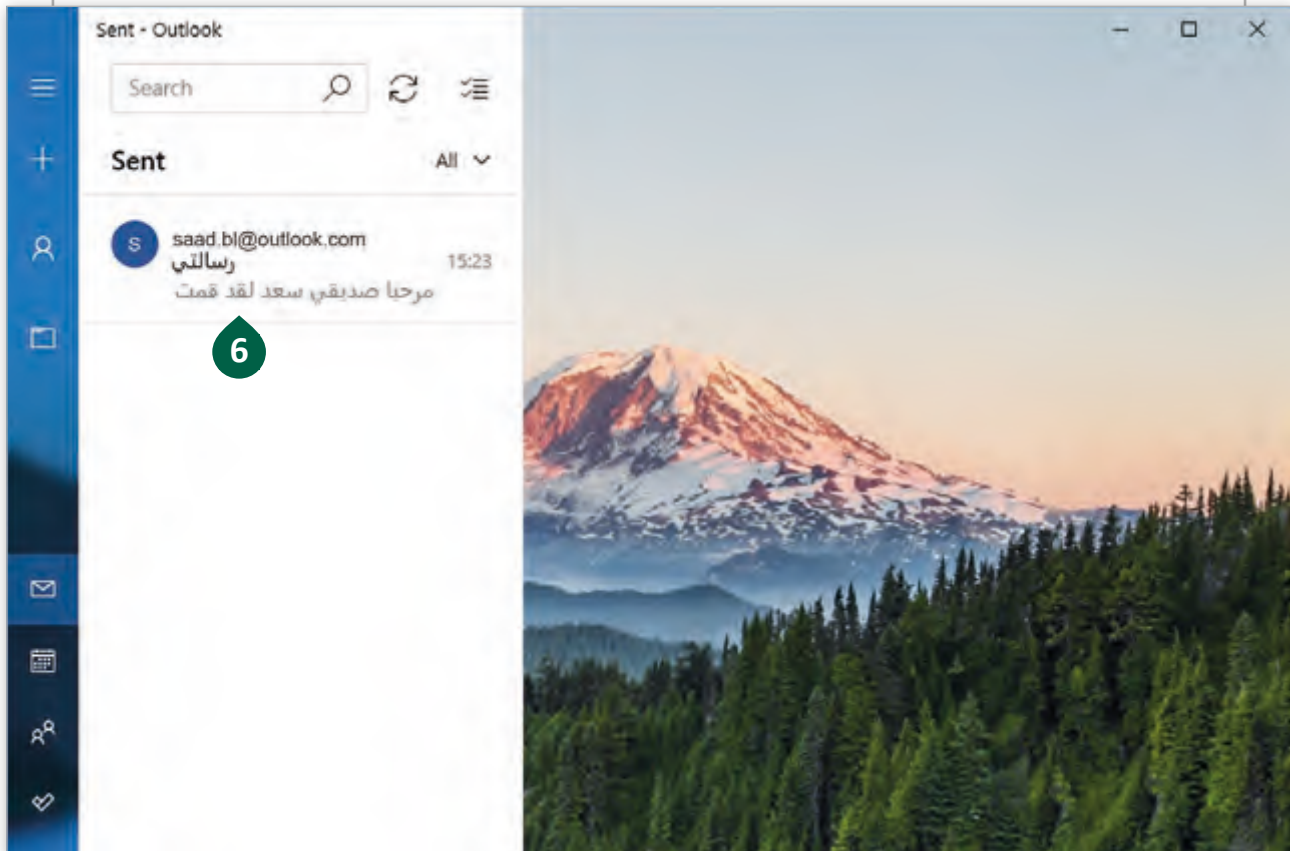 Sent - Outlook
Search
Sent
All
S
saad.bl@outlook.com
رسالتي
15:23
مرحبا صديقي سعد لقد قمت
6